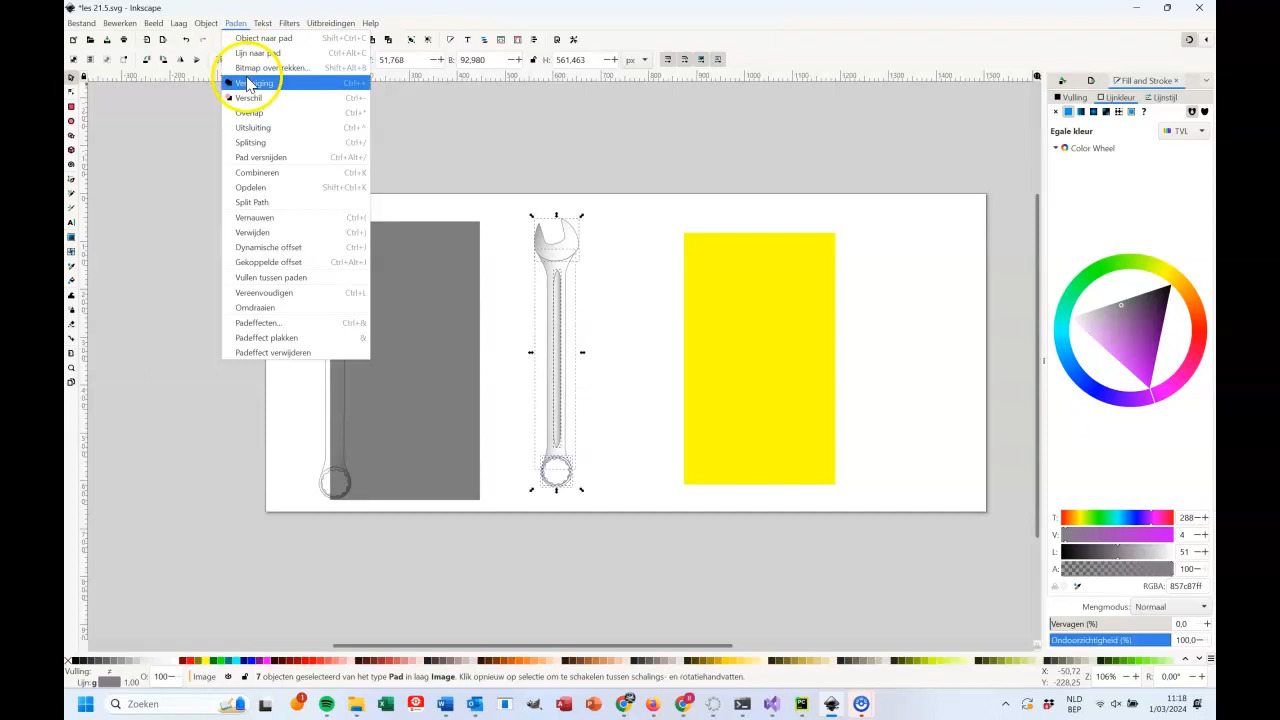 *les 21.5.svg - Inkscape
Bestand Bewerken Beeld Laag Object Paden Tekst Filters Uitbreidingen Help
Object naar pad Shift+Ctrl+C
Lijn naar pad Ctrl+Alt+C
Bitmap overtrekken... Shift+Alt+B
51,768 B: 92,980 H: 561,463 px
Fill and Stroke
Vereniging Ctrl++
Verschil Ctrl+-
Overlap Ctrl+*
Uitsluiting Ctrl+^
Splitsing Ctrl+/
Pad versnijden Ctrl+Alt+/
Combineren Ctrl+K
Opdelen Shift+Ctrl+K
Split Path
Vernauwen Ctrl+(
Verwijden Ctrl+)
Dynamische offset Ctrl+J
Gekoppelde offset Ctrl+Alt+J
Vullen tussen paden
Vereenvoudigen Ctrl+L
Omdraaien
Padeffecten... Ctrl+&
Padeffect plakken &
Padeffect verwijderen
Vulling Lijnkleur Lijnstijl
?
Egale kleur TVL
Color Wheel
T: 288
V: 4
L: 51
A: 100
RGBA: 857c87ff
Mengmodus: Normaal
Vervagen (%) 0,0
Ondoorzichtigheid (%) 100,0
Vulling: ≠
Lijn: g 1,00
O: 100
Image
7 objecten geselecteerd van het type Pad in laag Image. Klik opnieuw op selectie om te schakelen tussen schalings- en rotatiehandvatten.
X: -50,72
Y: -228,25
Z: 106%
R: 0,00°
Zoeken
NLD
BEP
11:18
1/03/2024